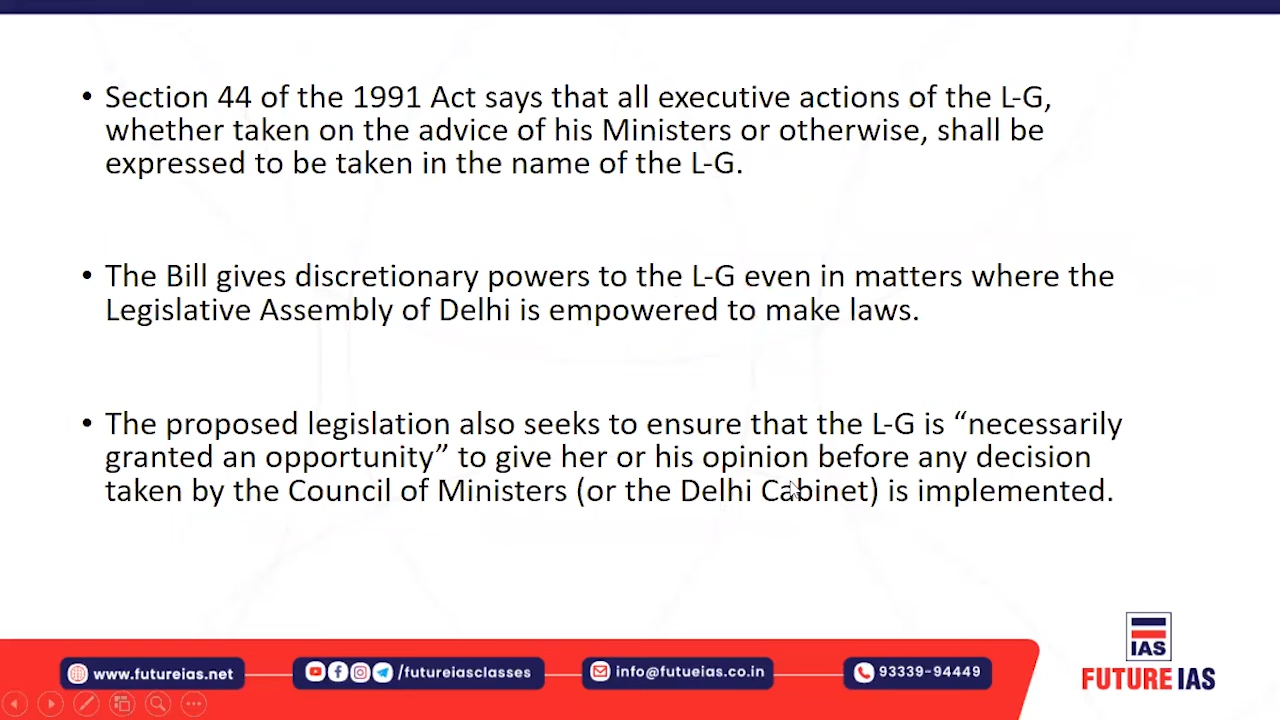 • Section 44 of the 1991 Act says that all executive actions of the L-G,
whether taken on the advice of his Ministers or otherwise, shall be
expressed to be taken in the name of the L-G.
• The Bill gives discretionary powers to the L-G even in matters where the
Legislative Assembly of Delhi is empowered to make laws.
• The proposed legislation also seeks to ensure that the L-G is “necessarily
granted an opportunity” to give her or his opinion before any decision
taken by the Council of Ministers (or the Delhi Cabinet) is implemented.
www.futureias.net
/futureiasclasses
info@futueias.co.in
93339-94449
IAS
FUTURE IAS